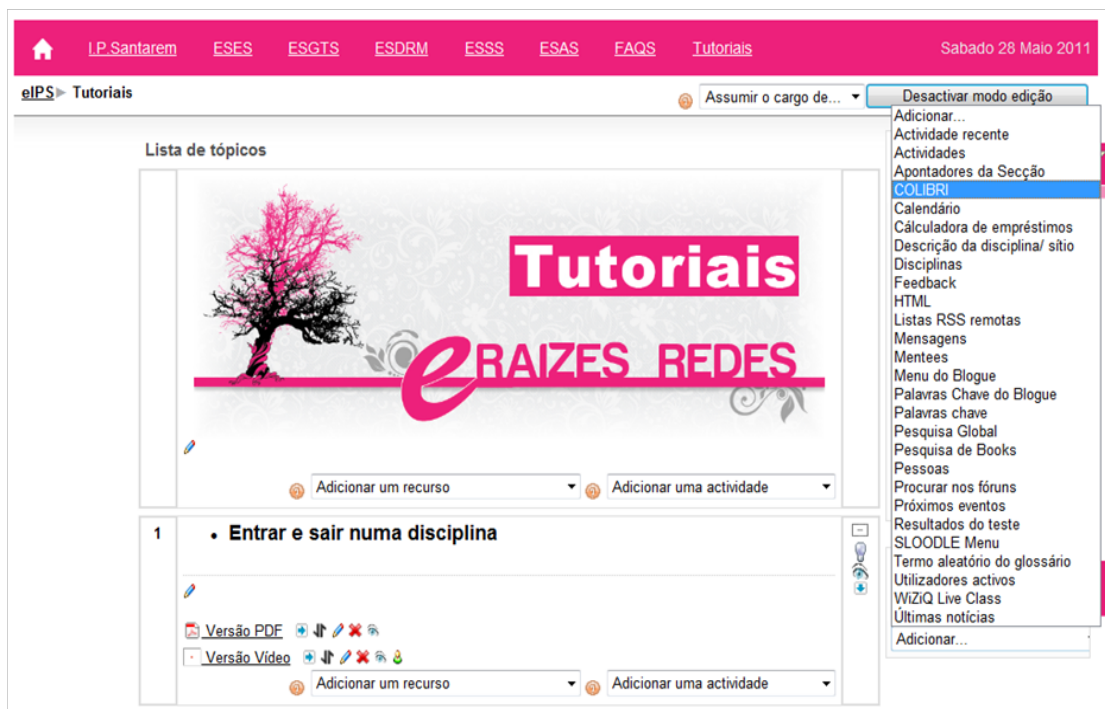 I.P.Santarem ESES ESGTS ESDRM ESSS ESAS FAQS Tutoriais Sabado 28 Maio 2011
eIPS Tutoriais Assumir o cargo de... Desactivar modo edição
Lista de tópicos
Tutoriais
eRAIZES REDES
Adicionar um recurso Adicionar uma actividade
1 • Entrar e sair numa disciplina
Versão PDF
Versão Vídeo
Adicionar um recurso Adicionar uma actividade
Adicionar...
Actividade recente
Actividades
Apontadores da Secção
COLIBRI
Calendário
Cálculadora de empréstimos
Descrição da disciplina/ sítio
Disciplinas
Feedback
HTML
Listas RSS remotas
Mensagens
Mentees
Menu do Blogue
Palavras Chave do Blogue
Palavras chave
Pesquisa Global
Pesquisa de Books
Pessoas
Procurar nos fóruns
Próximos eventos
Resultados do teste
SLOODLE Menu
Termo aleatório do glossário
Utilizadores activos
WiZiQ Live Class
Últimas notícias
Adicionar...